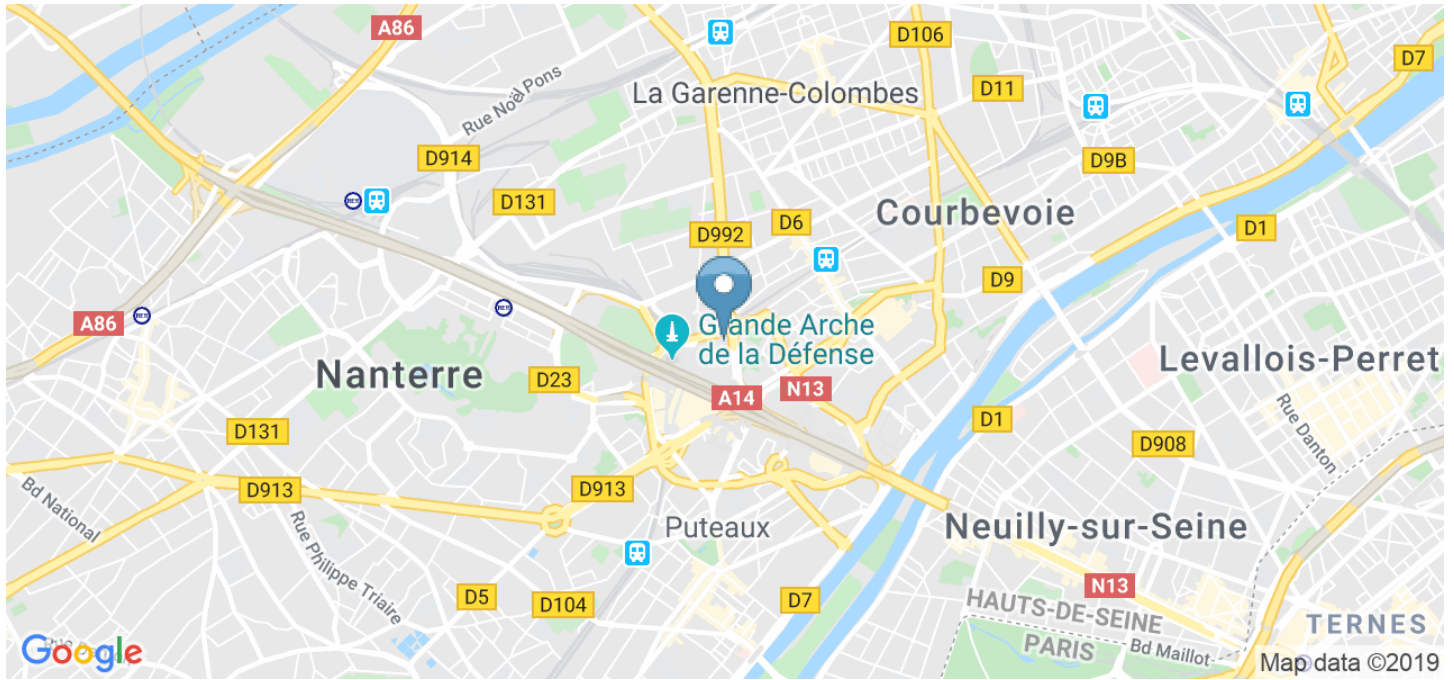 A86
D106
D7
La Garenne-Colombes
D11
Rue Noël Pons
D914
D9B
D131
D6
Courbevoie
D1
D992
D9
A86
Grande Arche
de la Défense
Levallois-Perret
Nanterre
D23
A14
N13
D1
Rue Danton
D131
D908
D913
D913
Bd National
Puteaux
Neuilly-sur-Seine
Rue Philippe Triaire
N13
D5
D104
D7
HAUTS-DE-SEINE
PARIS
TERNES
Bd Maillot
Google
Map data ©2019